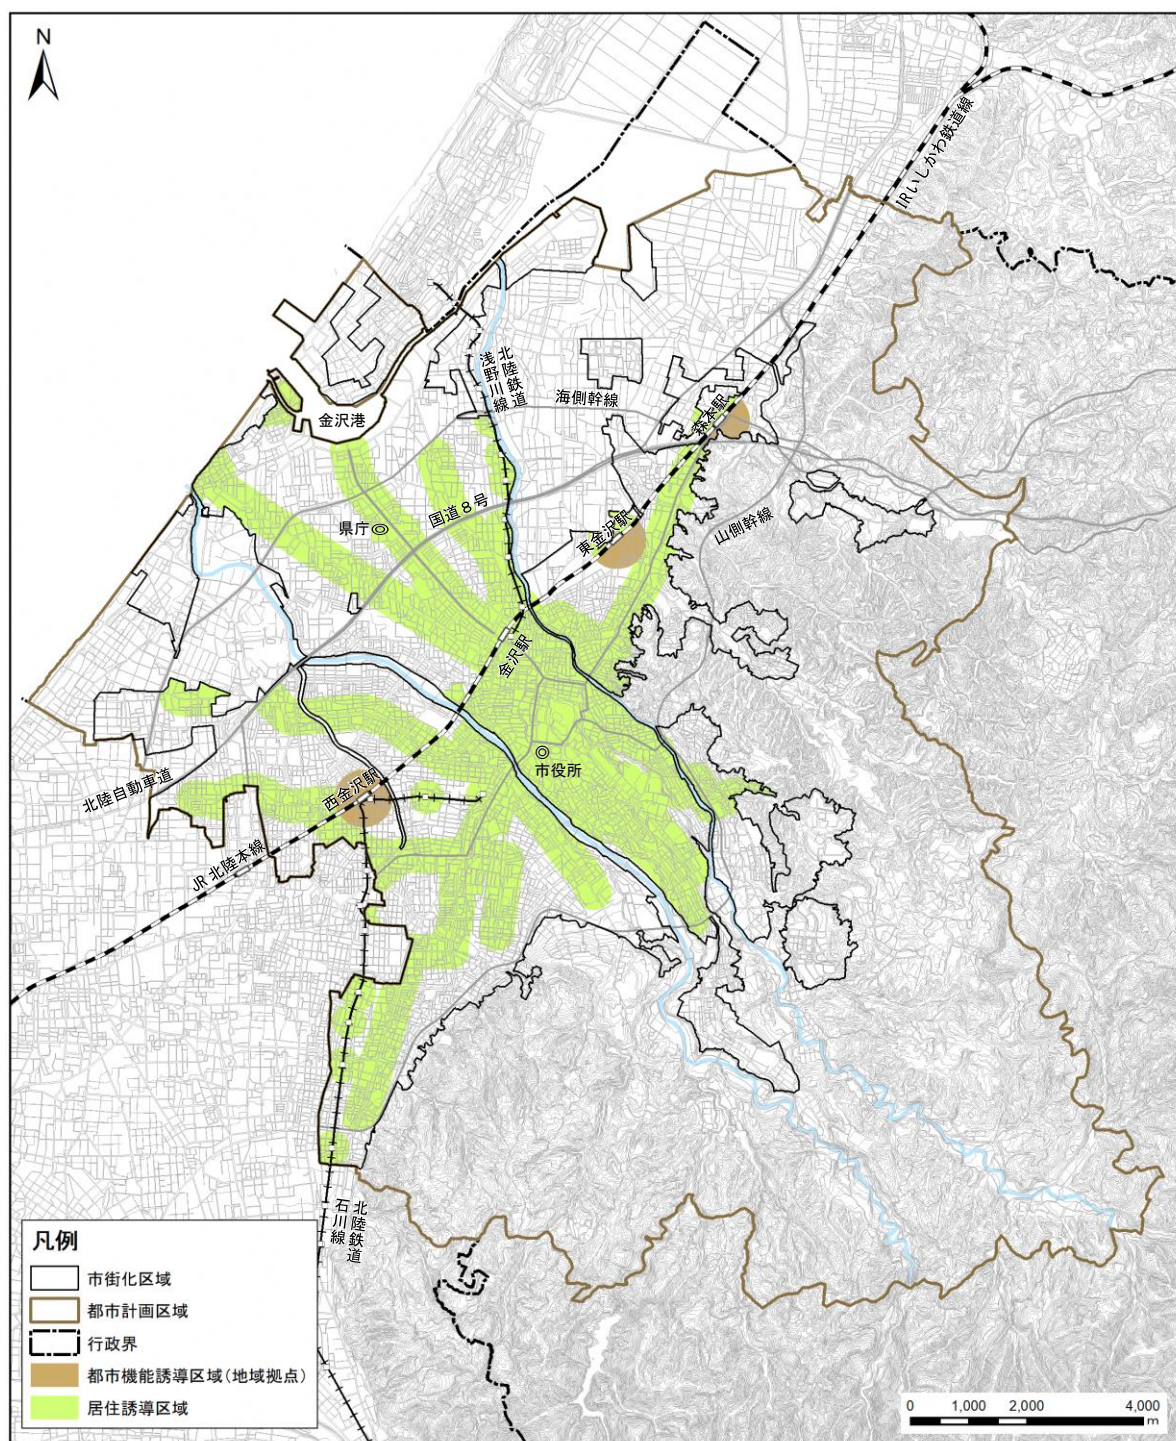 N
IRいしかわ鉄道線
北陸鉄道
浅野川線
海側幹線
金沢港
森本駅
国道8号
県庁
東金沢駅
山側幹線
金沢駅
市役所
北陸自動車道
西金沢駅
JR 北陸本線
北陸鉄道
石川線
凡例
市街化区域
都市計画区域
行政界
都市機能誘導区域(地域拠点)
居住誘導区域
0 1,000 2,000 4,000
m